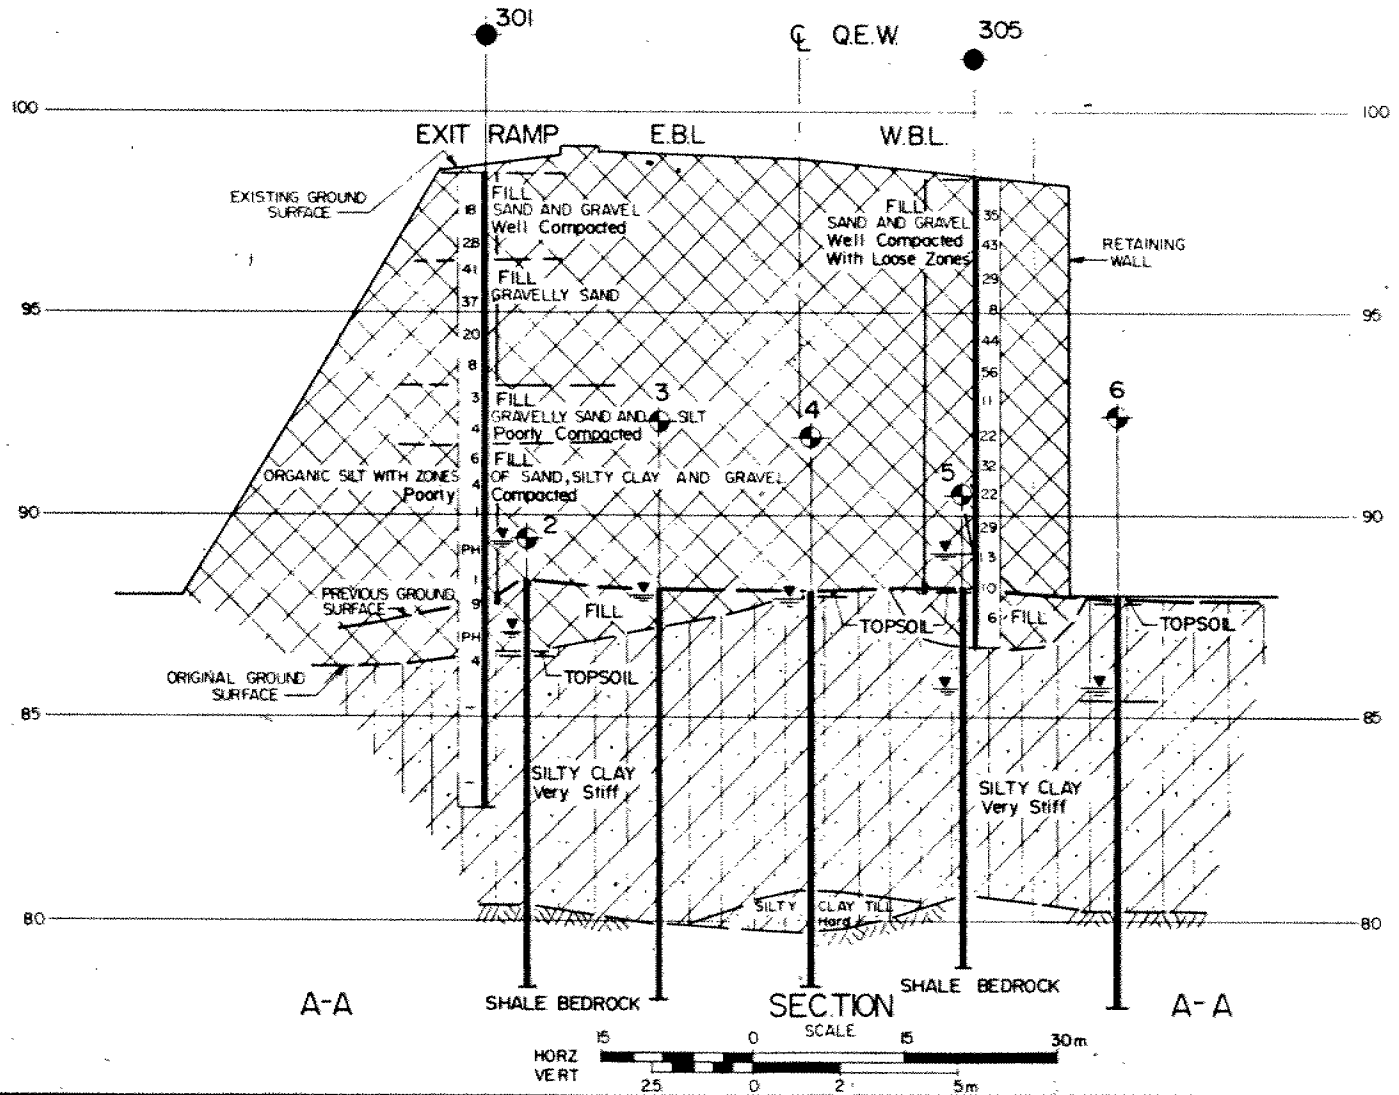 301
℄ Q.E.W.
305
100
100
EXIT RAMP
E.B.L
W.B.L.
EXISTING GROUND
SURFACE
FILL
SAND AND GRAVEL
Well Compacted
18
28
41
37
20
8
3
4
6
4
1
PH
1
9
PH
4
FILL
GRAVELLY SAND
FILL
SAND AND GRAVEL
Well Compacted
With Loose Zones
35
43
29
8
44
56
11
22
32
22
29
13
10
6
RETAINING
WALL
95
95
3
4
5
6
FILL
GRAVELLY SAND AND SILT
Poorly Compacted
FILL
ORGANIC SILT WITH ZONES OF SAND, SILTY CLAY AND GRAVEL
Poorly Compacted
90
90
2
PREVIOUS GROUND
SURFACE
FILL
TOPSOIL
FILL
TOPSOIL
ORIGINAL GROUND
SURFACE
TOPSOIL
85
85
SILTY CLAY
Very Stiff
SILTY CLAY
Very Stiff
80
80
SILTY CLAY TILL
Hard
A-A
SHALE BEDROCK
SECTION
SHALE BEDROCK
A-A
SCALE
15 0 15 30m
HORZ
VERT
2.5 0 2 5m